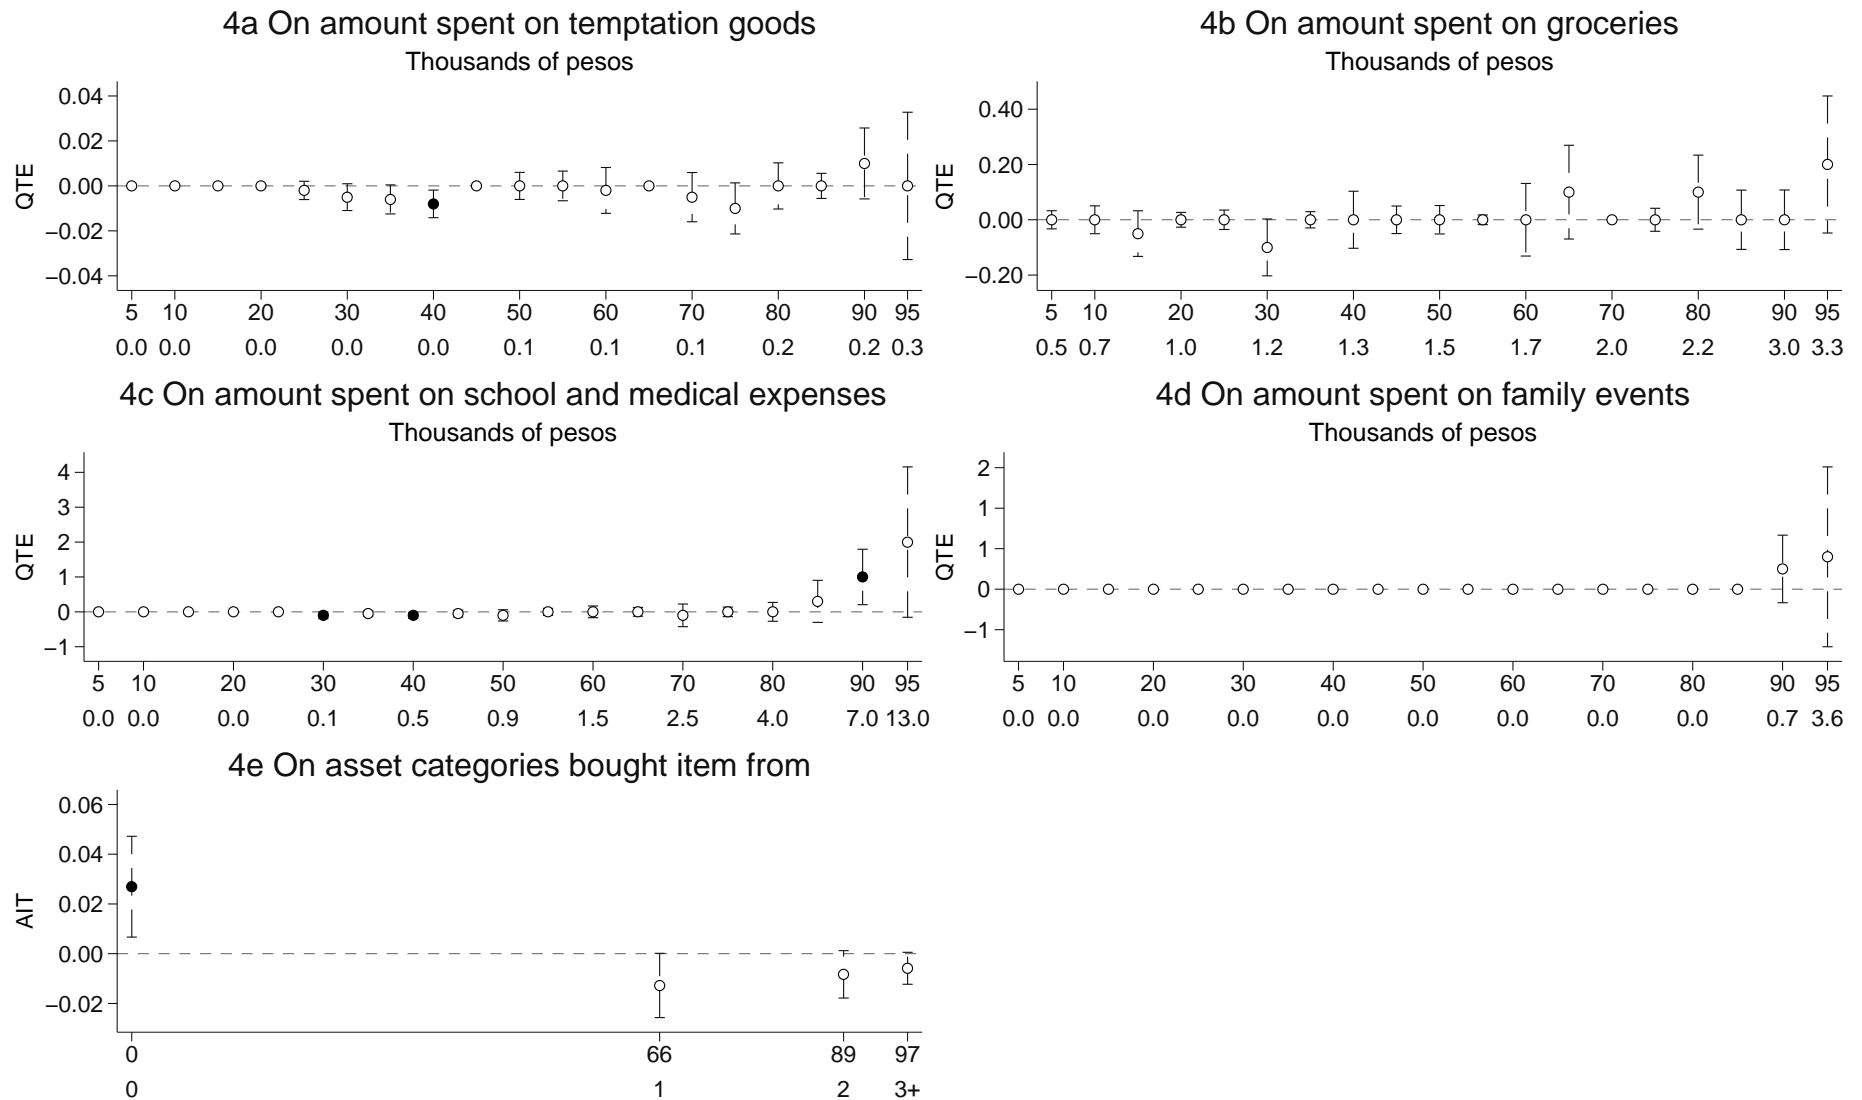 4a On amount spent on temptation goods
Thousands of pesos
QTE
0.04
0.02
0.00
−0.02
−0.04
5 10 20 30 40 50 60 70 80 90 95
0.0 0.0 0.0 0.0 0.0 0.1 0.1 0.1 0.2 0.2 0.3
4b On amount spent on groceries
Thousands of pesos
QTE
0.40
0.20
0.00
−0.20
5 10 20 30 40 50 60 70 80 90 95
0.5 0.7 1.0 1.2 1.3 1.5 1.7 2.0 2.2 3.0 3.3
4c On amount spent on school and medical expenses
Thousands of pesos
QTE
4
3
2
1
0
−1
5 10 20 30 40 50 60 70 80 90 95
0.0 0.0 0.0 0.1 0.5 0.9 1.5 2.5 4.0 7.0 13.0
4d On amount spent on family events
Thousands of pesos
QTE
2
1
1
0
−1
5 10 20 30 40 50 60 70 80 90 95
0.0 0.0 0.0 0.0 0.0 0.0 0.0 0.0 0.0 0.7 3.6
4e On asset categories bought item from
AIT
0.06
0.04
0.02
0.00
−0.02
0 66 89 97
0 1 2 3+